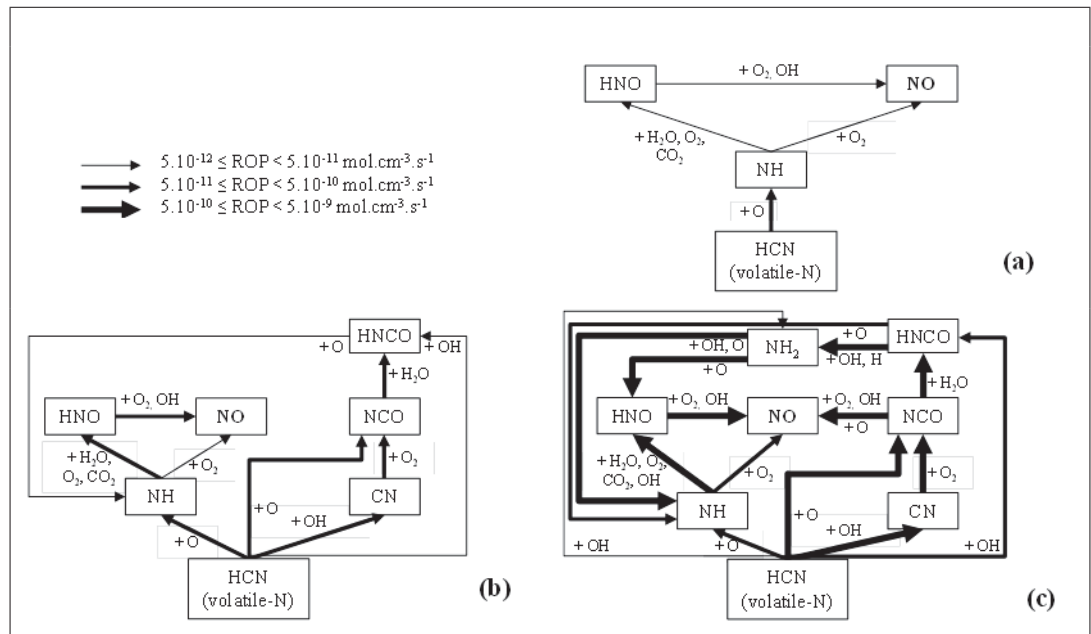 + O₂, OH
HNO
NO
+ H₂O, O₂,
CO₂
+ O₂
NH
+ O
HCN
(volatile-N)
(a)
5.10⁻¹² ≤ ROP < 5.10⁻¹¹ mol.cm⁻³.s⁻¹
5.10⁻¹¹ ≤ ROP < 5.10⁻¹⁰ mol.cm⁻³.s⁻¹
5.10⁻¹⁰ ≤ ROP < 5.10⁻⁹ mol.cm⁻³.s⁻¹
HNCO
+ O
+ OH
+ H₂O
HNO
+ O₂, OH
NO
NCO
+ H₂O,
O₂, CO₂
+ O₂
+ O₂
NH
CN
+ O
+ OH
+ O
HCN
(volatile-N)
(b)
HNCO
+ O
NH₂
+ OH, O
+ OH, H
+ O
+ H₂O
HNO
+ O₂, OH
NO
+ O₂, OH
NCO
+ O
+ H₂O, O₂,
CO₂, OH
+ O₂
+ O₂
NH
CN
+ O
+ OH
+ OH
+ O
+ OH
HCN
(volatile-N)
(c)